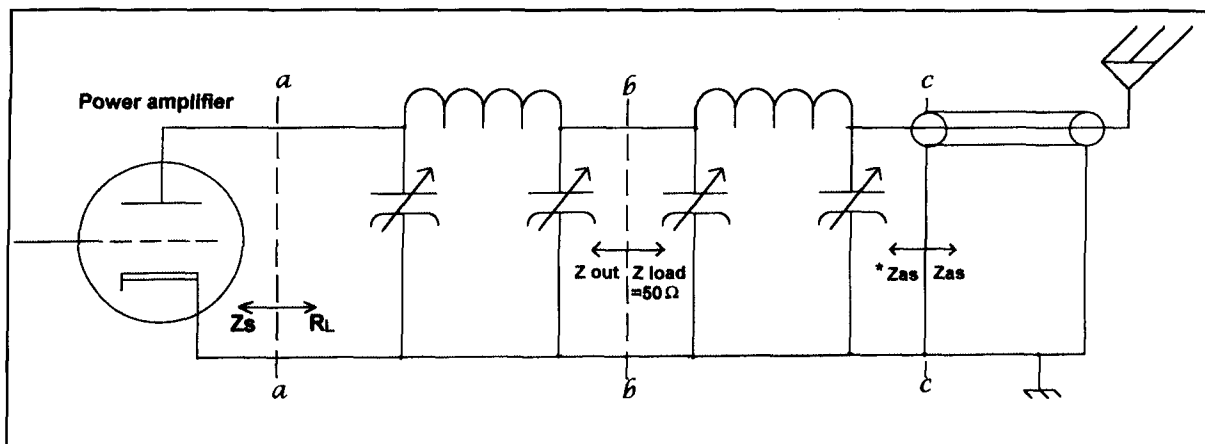 a
b
c
Power amplifier
Z out
Z load
=50 Ω
*Zas
Zas
Zs
RL
a
b
c